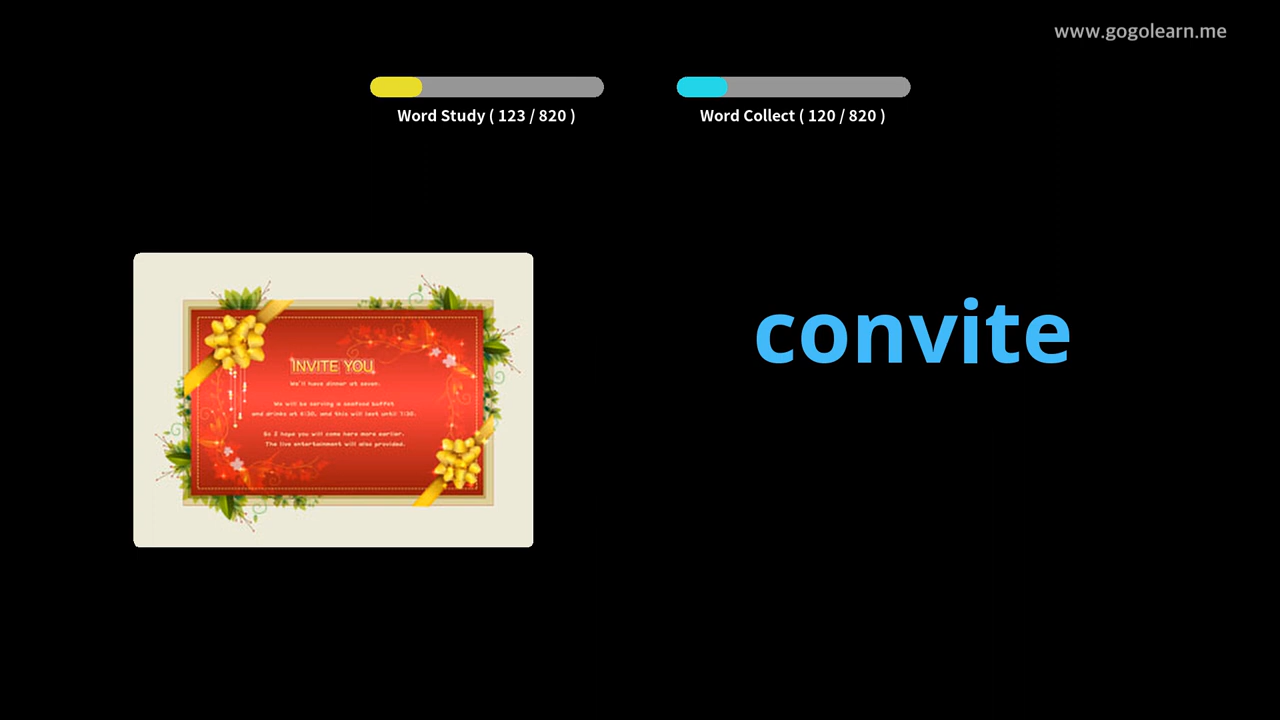 www.gogolearn.me
Word Study ( 123 / 820 )
Word Collect ( 120 / 820 )
INVITE YOU
We'll have dinner at seven.
We will be serving a seafood buffet
and drinks at 6:30, and this will last until 7:30.
So I hope you will come here more earlier.
The live entertainment will also provided.
convite